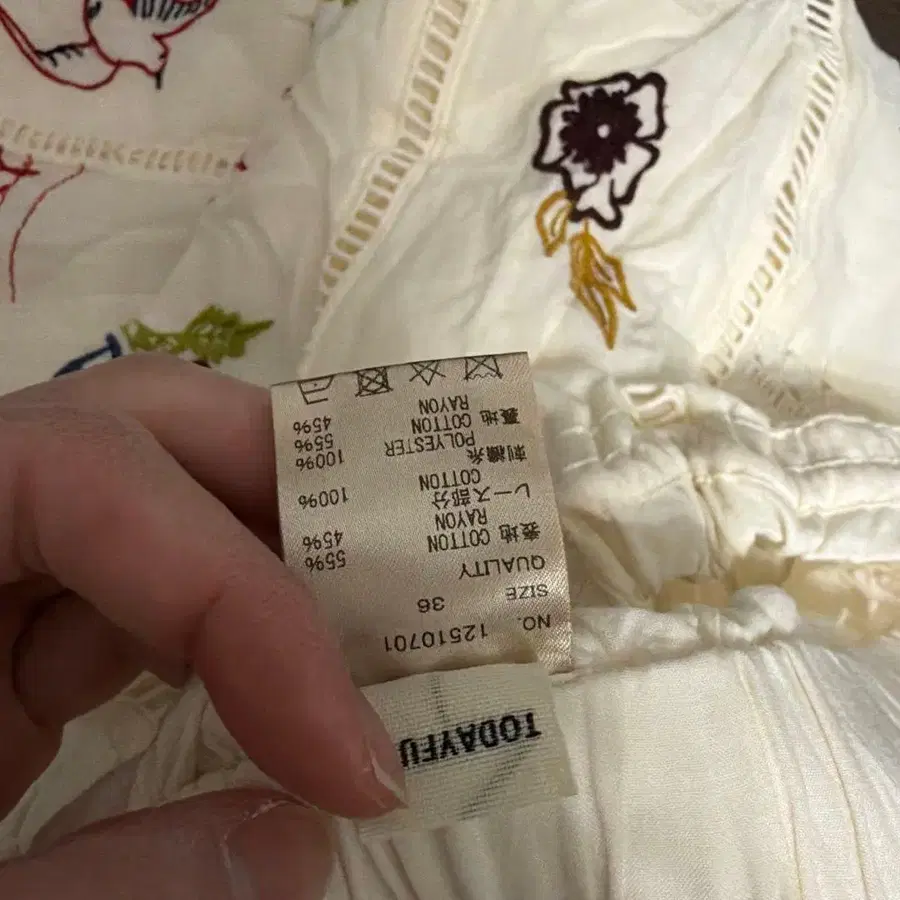 TODAYFU
NO. 12510701
SIZE 36
QUALITY
表地 COTTON 55%
RAYON 45%
レース部分
COTTON 100%
刺繍糸 POLYESTER 100%
裏地 COTTON 55%
RAYON 45%